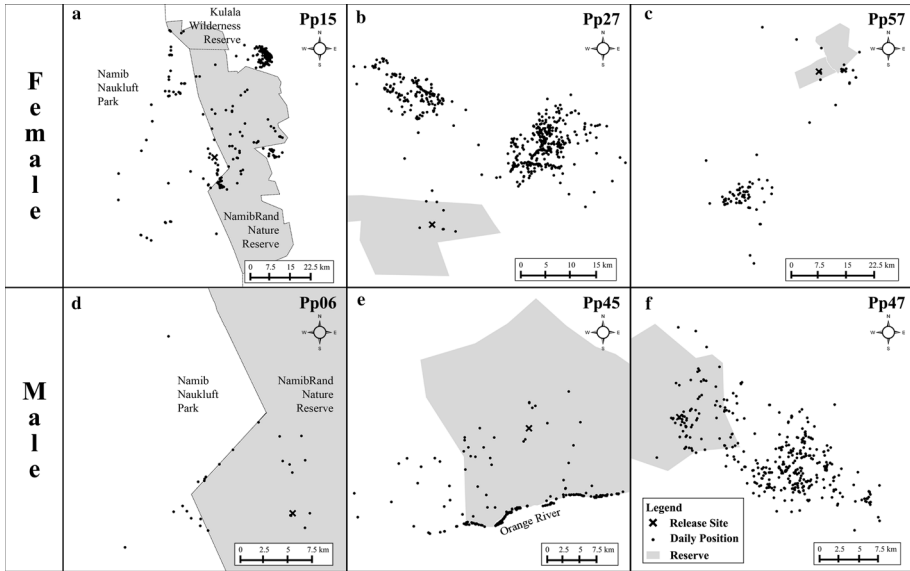 Female
a
Kulala
Wilderness
Reserve
Pp15
N
W E
S
Namib
Naukluft
Park
NamibRand
Nature
Reserve
0 7.5 15 22.5 km
b
Pp27
N
W E
S
0 5 10 15 km
c
Pp57
N
W E
S
0 7.5 15 22.5 km
Male
d
Pp06
N
W E
S
Namib
Naukluft
Park
NamibRand
Nature
Reserve
0 2.5 5 7.5 km
e
Pp45
N
W E
S
Orange River
0 2.5 5 7.5 km
f
Pp47
N
W E
S
Legend
Release Site
Daily Position
Reserve
0 2.5 5 7.5 km